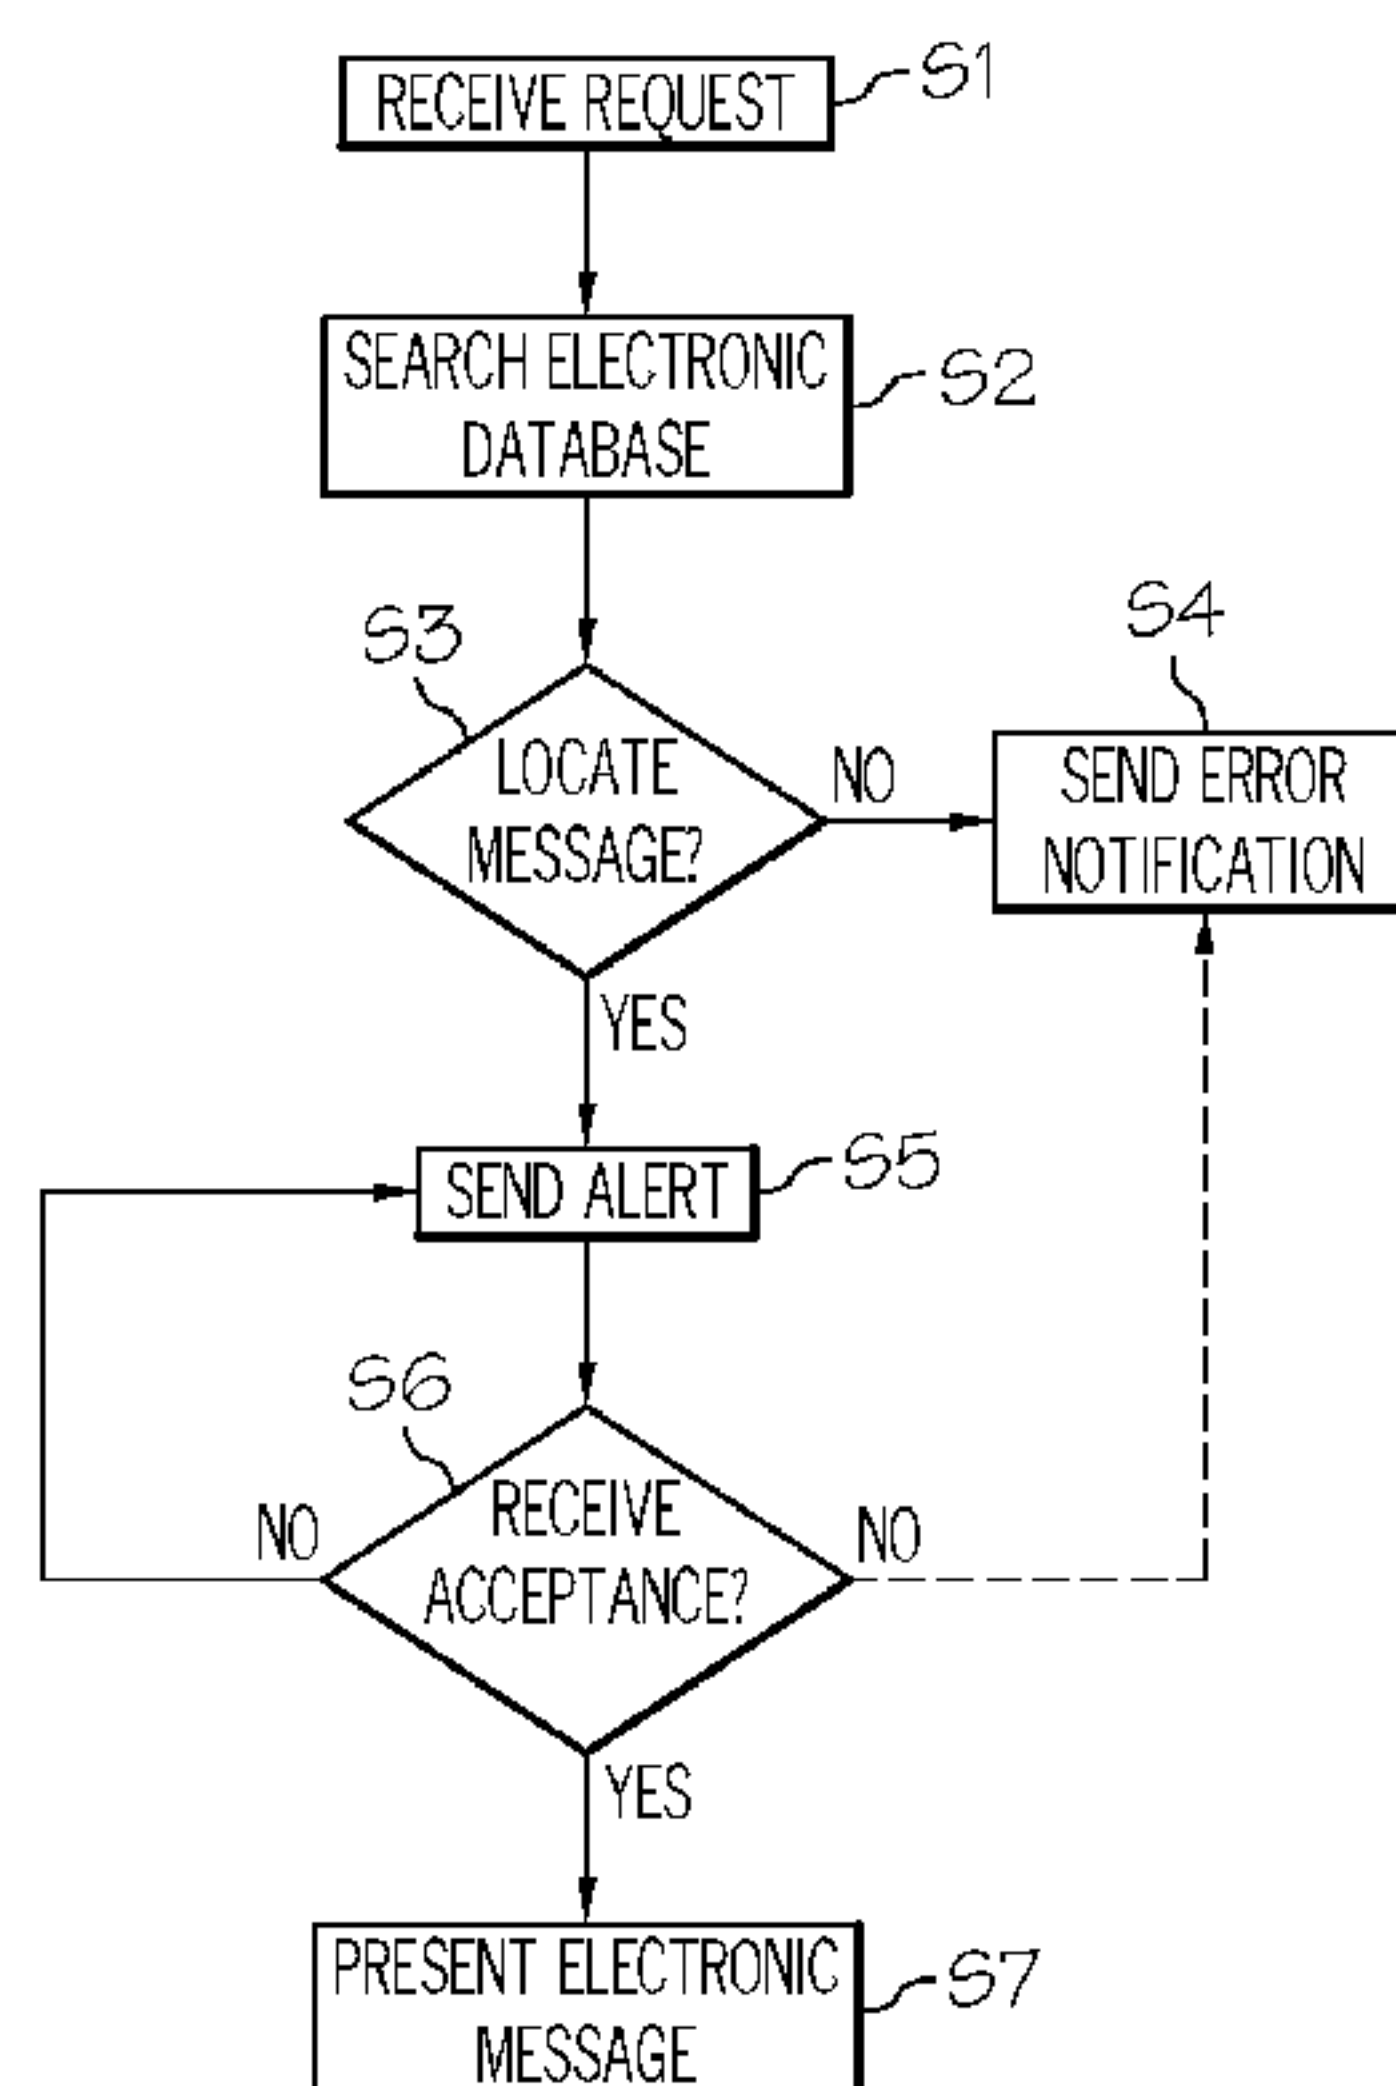 RECEIVE REQUEST
S1
SEARCH ELECTRONIC
DATABASE
S2
S3
LOCATE
MESSAGE?
NO
S4
SEND ERROR
NOTIFICATION
YES
SEND ALERT
S5
S6
NO
RECEIVE
ACCEPTANCE?
NO
YES
PRESENT ELECTRONIC
MESSAGE
S7